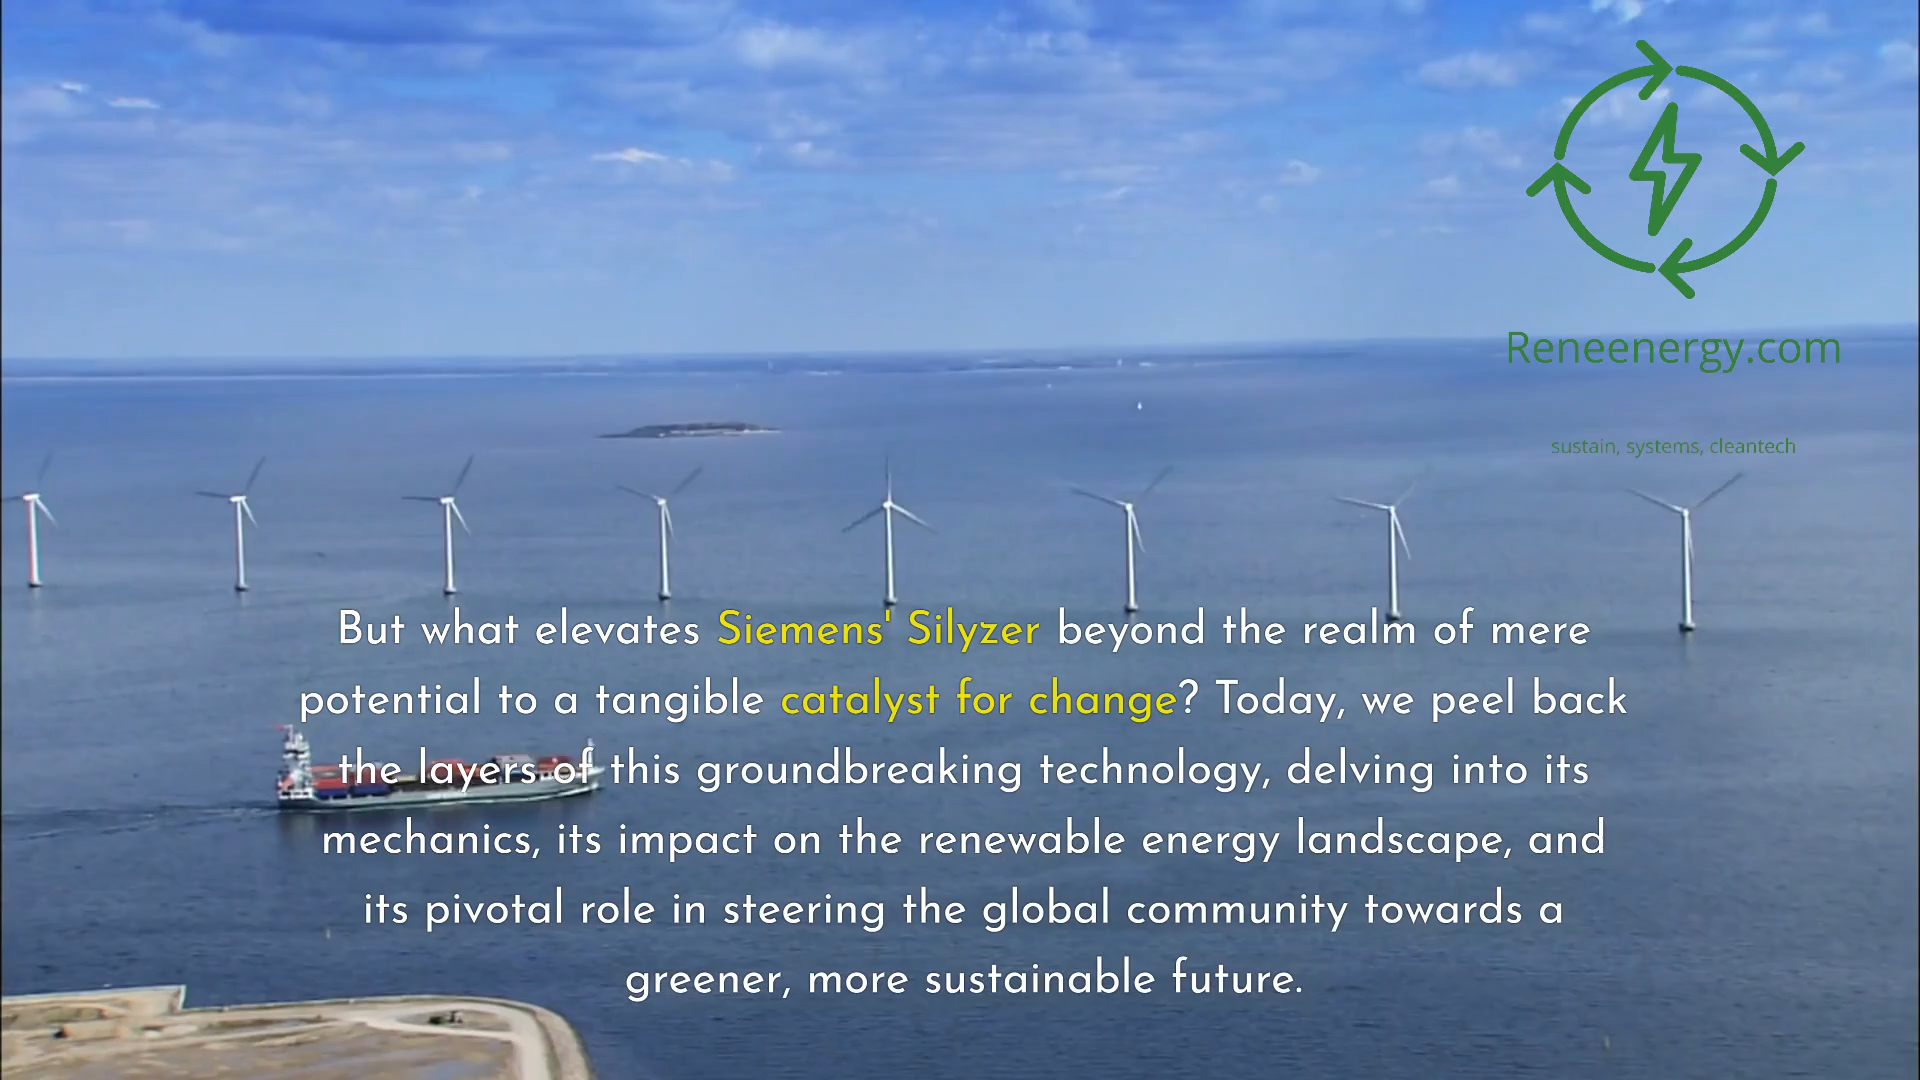 Reneenergy.com
sustain, systems, cleantech
But what elevates Siemens' Silyzer beyond the realm of mere
potential to a tangible catalyst for change? Today, we peel back
the layers of this groundbreaking technology, delving into its
mechanics, its impact on the renewable energy landscape, and
its pivotal role in steering the global community towards a
greener, more sustainable future.